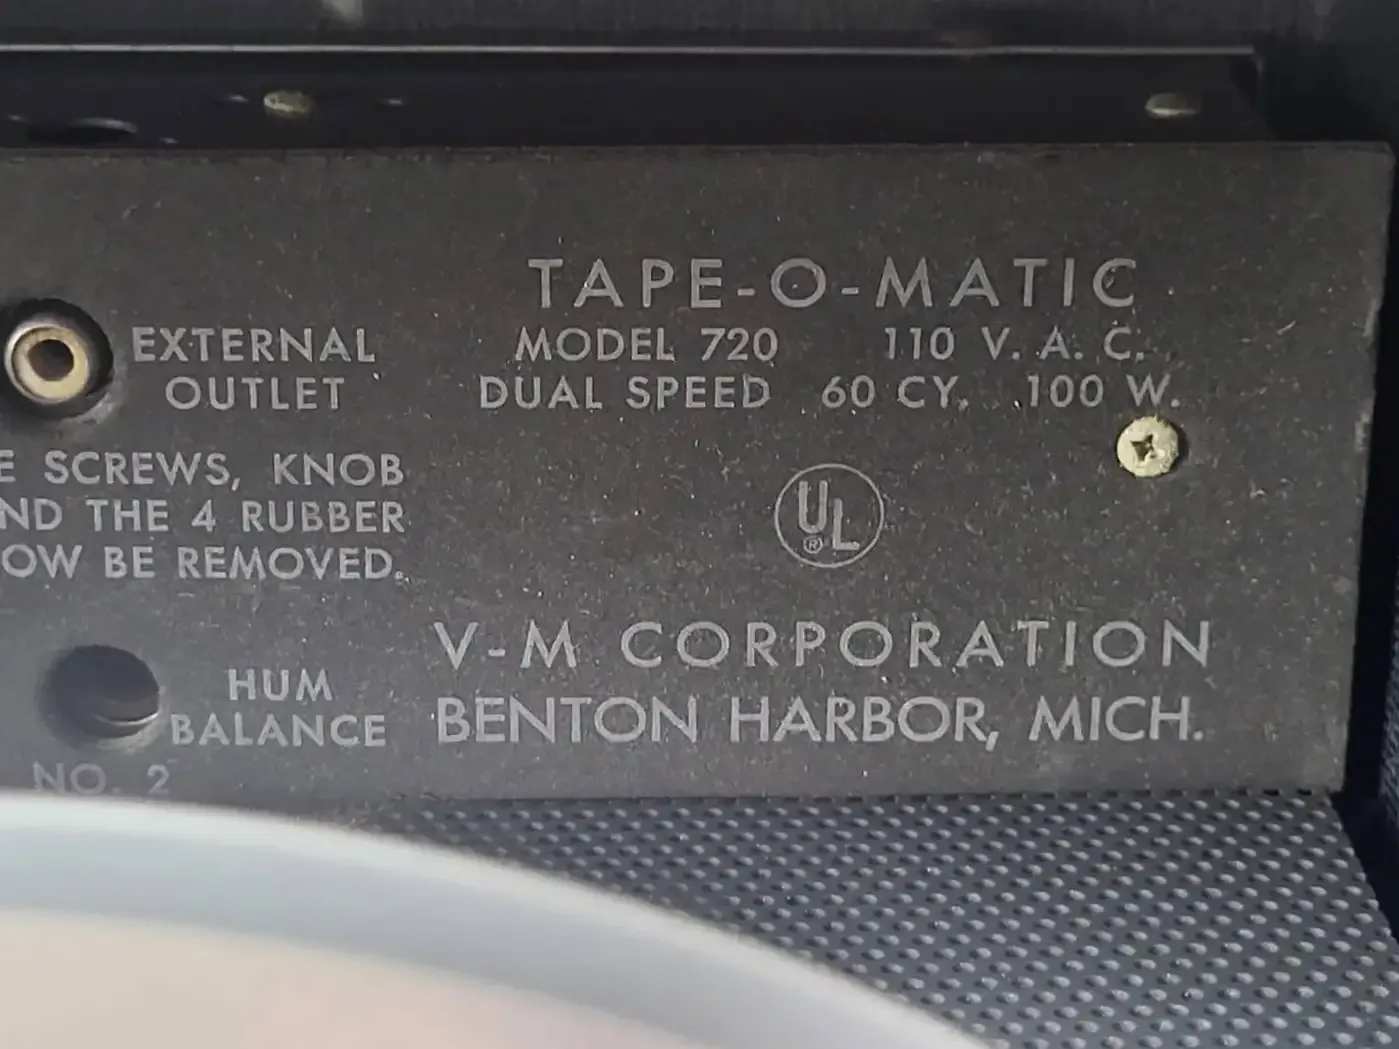 TAPE-O-MATIC
MODEL 720 110 V. A. C.
DUAL SPEED 60 CY. 100 W.
EXTERNAL
OUTLET
SCREWS, KNOB
THE 4 RUBBER
BE REMOVED.
UL
®
V-M CORPORATION
BENTON HARBOR, MICH.
HUM
BALANCE
NO. 2